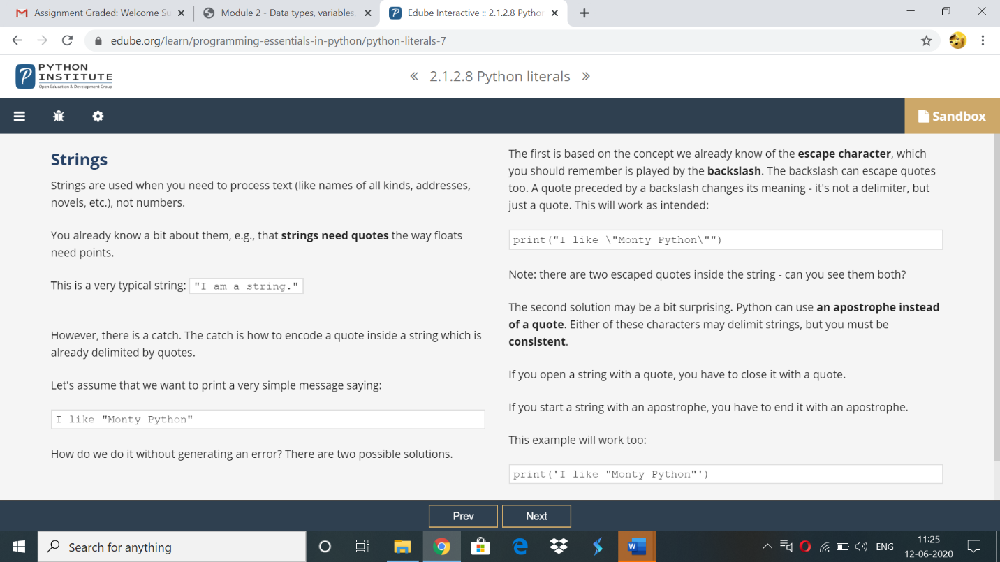 Assignment Graded: Welcome Su
Module 2 - Data types, variables,
Edube Interactive :: 2.1.2.8 Python
edube.org/learn/programming-essentials-in-python/python-literals-7
PYTHON
INSTITUTE
Open Education & Development Group
« 2.1.2.8 Python literals »
Sandbox
Strings
Strings are used when you need to process text (like names of all kinds, addresses,
novels, etc.), not numbers.
You already know a bit about them, e.g., that strings need quotes the way floats
need points.
This is a very typical string: "I am a string."
However, there is a catch. The catch is how to encode a quote inside a string which is
already delimited by quotes.
Let's assume that we want to print a very simple message saying:
I like "Monty Python"
How do we do it without generating an error? There are two possible solutions.
The first is based on the concept we already know of the escape character, which
you should remember is played by the backslash. The backslash can escape quotes
too. A quote preceded by a backslash changes its meaning - it's not a delimiter, but
just a quote. This will work as intended:
print("I like \"Monty Python\"")
Note: there are two escaped quotes inside the string - can you see them both?
The second solution may be a bit surprising. Python can use an apostrophe instead
of a quote. Either of these characters may delimit strings, but you must be
consistent.
If you open a string with a quote, you have to close it with a quote.
If you start a string with an apostrophe, you have to end it with an apostrophe.
This example will work too:
print('I like "Monty Python"')
Prev
Next
Search for anything
ENG
11:25
12-06-2020